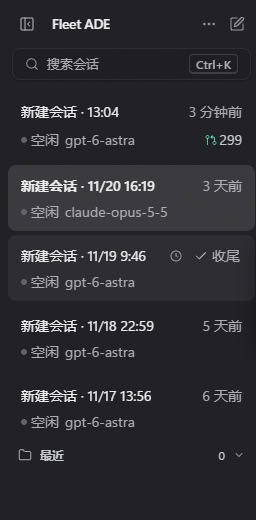 Fleet ADE
搜索会话 Ctrl+K
新建会话 · 13:04 3 分钟前
空闲 gpt-6-astra 299
新建会话 · 11/20 16:19 3 天前
空闲 claude-opus-5-5
新建会话 · 11/19 9:46 收尾
空闲 gpt-6-astra
新建会话 · 11/18 22:59 5 天前
空闲 gpt-6-astra
新建会话 · 11/17 13:56 6 天前
空闲 gpt-6-astra
最近 0